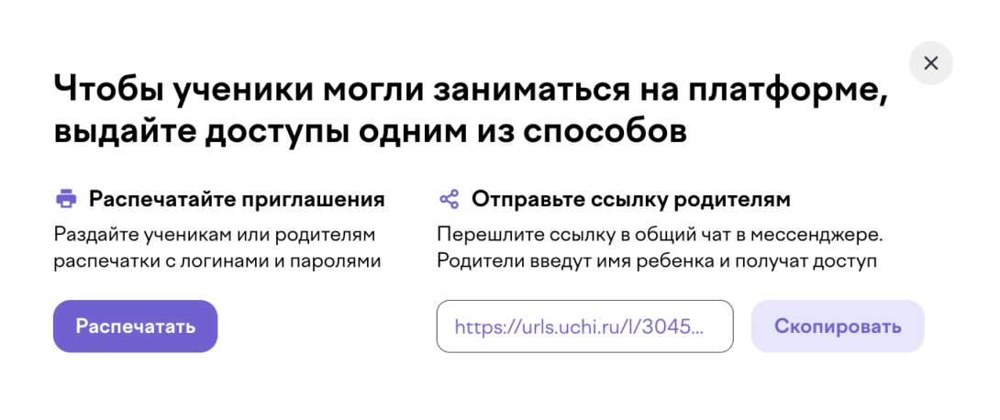 Чтобы ученики могли заниматься на платформе,
выдайте доступы одним из способов
Распечатайте приглашения
Раздайте ученикам или родителям
распечатки с логинами и паролями
Распечатать
Отправьте ссылку родителям
Перешлите ссылку в общий чат в мессенджере.
Родители введут имя ребенка и получат доступ
https://urls.uchi.ru/l/3045...
Скопировать